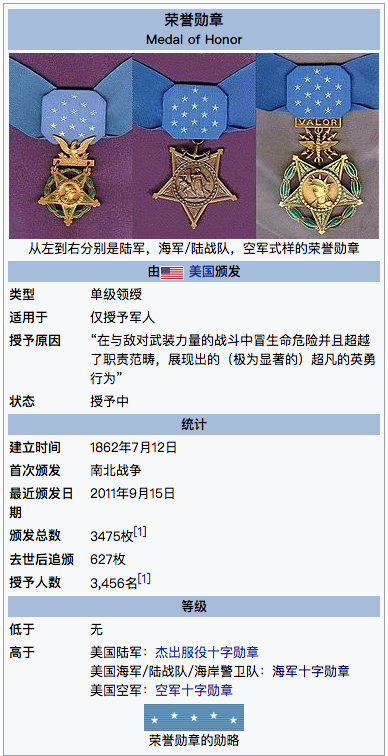 荣誉勋章
Medal of Honor
VALOR
从左到右分别是陆军，海军/陆战队，空军式样的荣誉勋章
由 美国颁发
类型 单级领绶
适用于 仅授予军人
授予原因 “在与敌对武装力量的战斗中冒生命危险并且超越
了职责范畴，展现出的（极为显著的）超凡的英勇
行为”
状态 授予中
统计
建立时间 1862年7月12日
首次颁发 南北战争
最近颁发日 2011年9月15日
期
颁发总数 3475枚[1]
去世后追颁 627枚
授予人数 3,456名[1]
等级
低于 无
高于 美国陆军：杰出服役十字勋章
美国海军/陆战队/海岸警卫队：海军十字勋章
美国空军：空军十字勋章
荣誉勋章的勋略